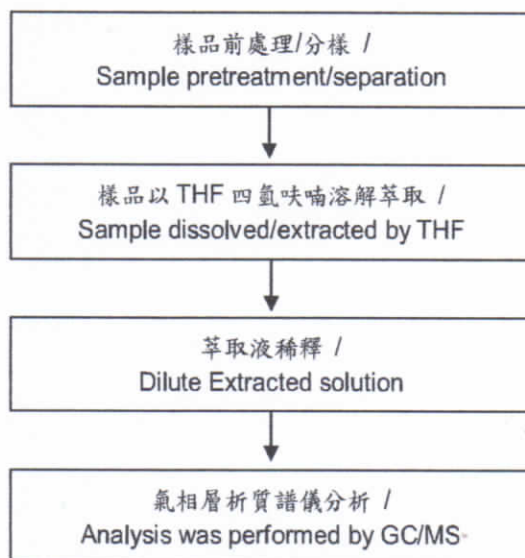 樣品前處理/分樣 /
Sample pretreatment/separation
樣品以 THF 四氫呋喃溶解萃取 /
Sample dissolved/extracted by THF
萃取液稀釋 /
Dilute Extracted solution
氣相層析質譜儀分析 /
Analysis was performed by GC/MS